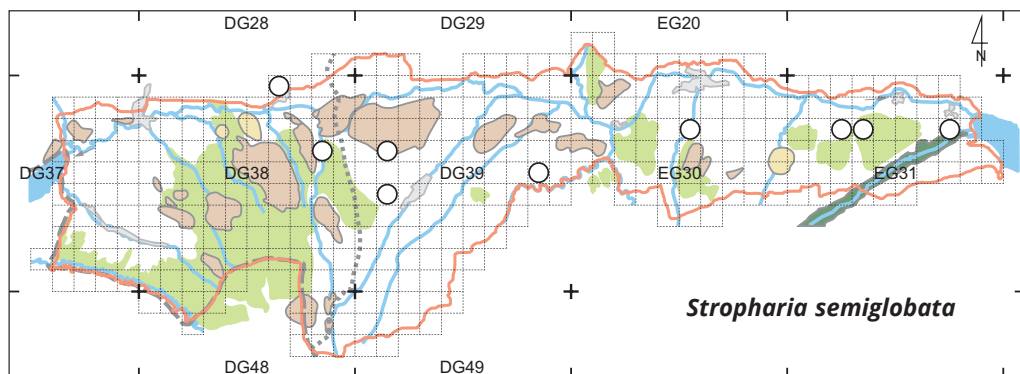 DG28 DG29 EG20
N
DG37 DG38 DG39 EG30 EG31
Stropharia semiglobata
DG48 DG49